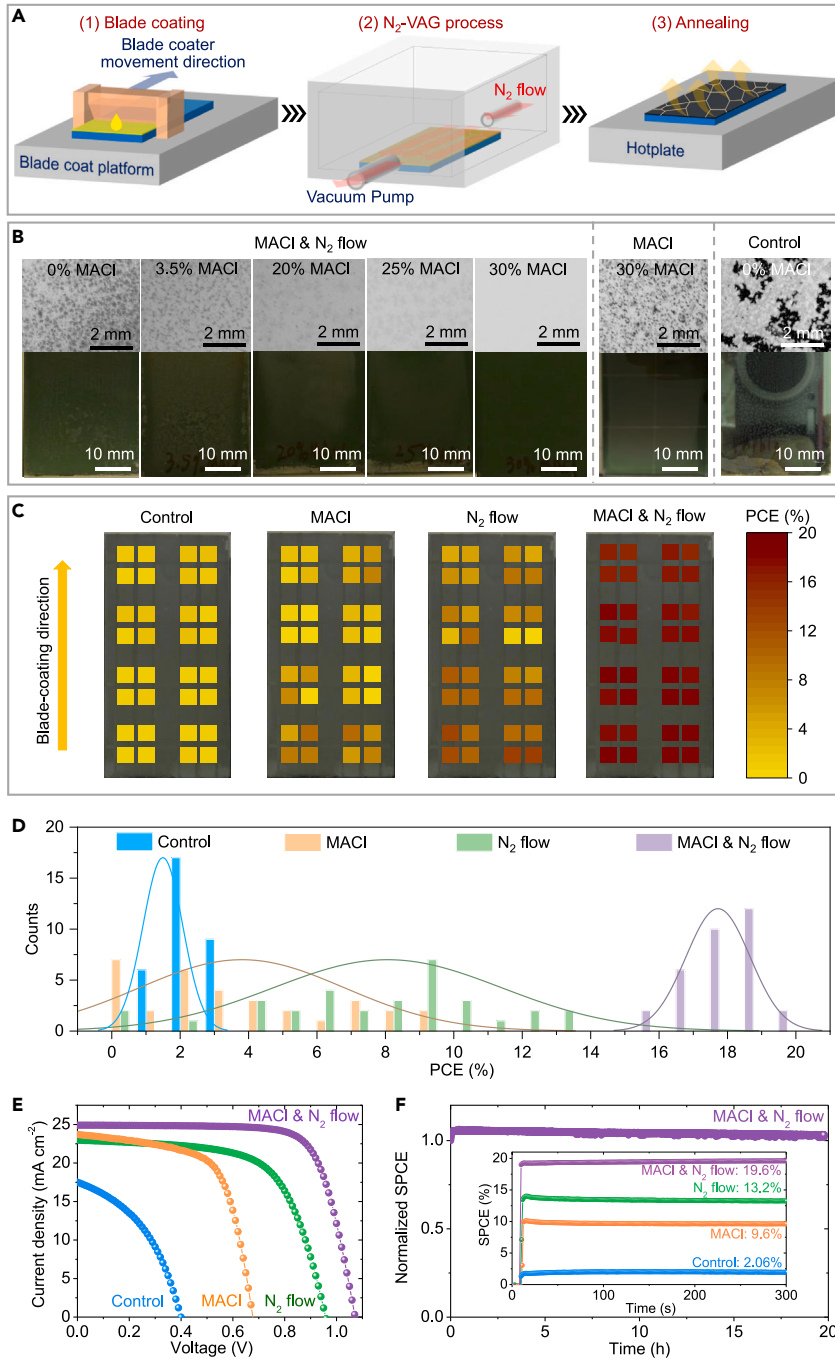 A
(1) Blade coating
(2) N2-VAG process
(3) Annealing
Blade coater
movement direction
N2 flow
Blade coat platform
Vacuum Pump
Hotplate
B
MACl & N2 flow
MACl
Control
0% MACl
3.5% MACl
20% MACl
25% MACl
30% MACl
30% MACl
0% MACl
2 mm
2 mm
2 mm
2 mm
2 mm
2 mm
2 mm
10 mm
10 mm
10 mm
10 mm
10 mm
10 mm
10 mm
C
Control
MACl
N2 flow
MACl & N2 flow
PCE (%)
Blade-coating direction
20
16
12
8
4
0
D
Control
MACl
N2 flow
MACl & N2 flow
Counts
20
15
10
5
0
0 2 4 6 8 10 12 14 16 18 20
PCE (%)
E
MACl & N2 flow
Current density (mA cm-2)
30
25
20
15
10
5
0
Control
MACl
N2 flow
0.0 0.2 0.4 0.6 0.8 1.0
Voltage (V)
F
MACl & N2 flow
Normalized SPCE
1.0
0.5
0.0
SPCE (%)
20
15
10
5
0
MACl & N2 flow: 19.6%
N2 flow: 13,2%
MACl: 9.6%
Control: 2.06%
0 100 200 300
Time (s)
0 5 10 15 20
Time (h)